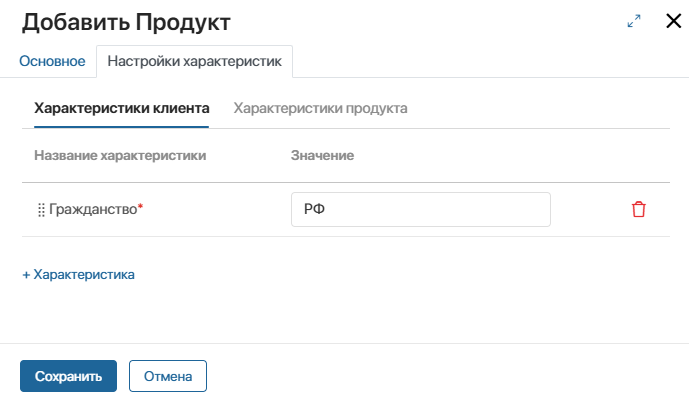 Добавить Продукт
Основное Настройки характеристик
Характеристики клиента Характеристики продукта
Название характеристики Значение
Гражданство* РФ
+ Характеристика
Сохранить Отмена